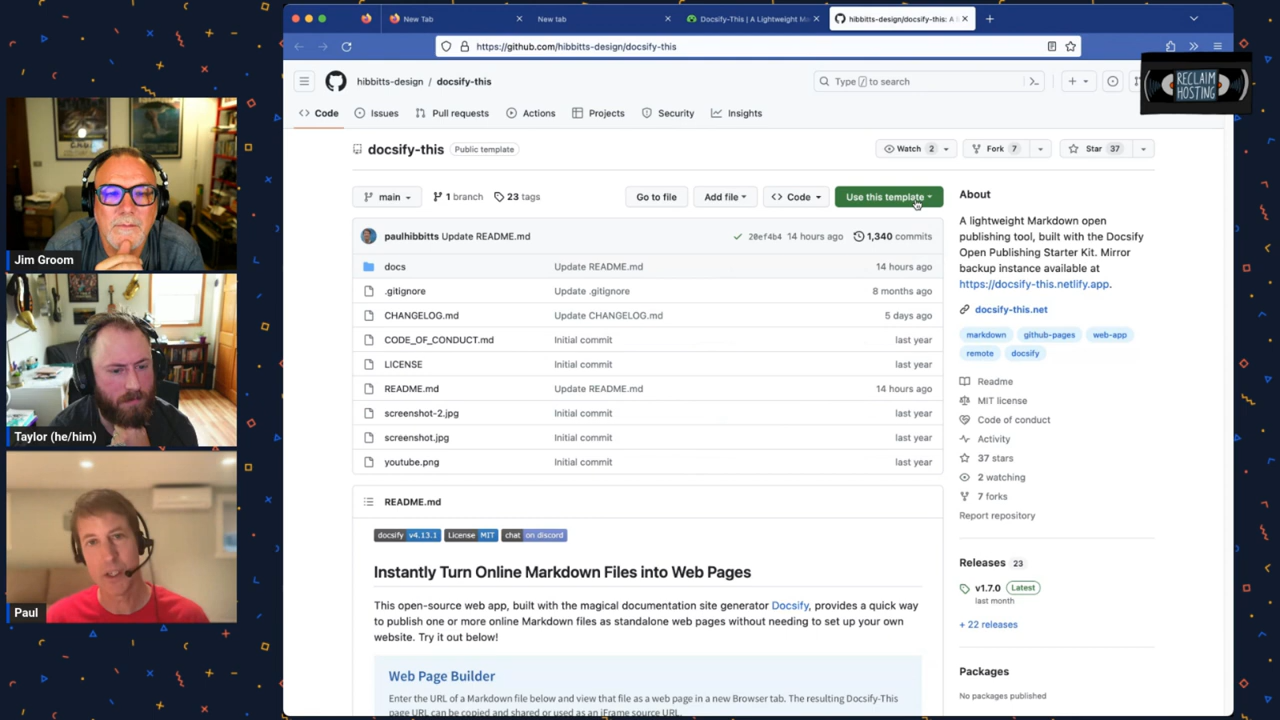 New Tab
New tab
Docsify-This | A Lightweight M
hibbitts-design/docsify-this: A
https://github.com/hibbitts-design/docsify-this
RECLAIM
HOSTING
hibbitts-design / docsify-this
Type / to search
Code
Issues
Pull requests
Actions
Projects
Security
Insights
docsify-this
Public template
Watch 2
Fork 7
Star 37
main
1 branch
23 tags
Go to file
Add file
Code
Use this template
paulhibbitts Update README.md
20ef4b4 14 hours ago
1,340 commits
docs Update README.md 14 hours ago
.gitignore Update .gitignore 8 months ago
CHANGELOG.md Update CHANGELOG.md 5 days ago
CODE_OF_CONDUCT.md Initial commit last year
LICENSE Initial commit last year
README.md Update README.md 14 hours ago
screenshot-2.jpg Initial commit last year
screenshot.jpg Initial commit last year
youtube.png Initial commit last year
README.md
docsify v4.13.1 License MIT chat on discord
Instantly Turn Online Markdown Files into Web Pages
This open-source web app, built with the magical documentation site generator Docsify, provides a quick way
to publish one or more online Markdown files as standalone web pages without needing to set up your own
website. Try it out below!
Web Page Builder
Enter the URL of a Markdown file below and view that file as a web page in a new Browser tab. The resulting Docsify-This
page URL can be copied and shared or used as an iFrame source URL.
About
A lightweight Markdown open
publishing tool, built with the Docsify
Open Publishing Starter Kit. Mirror
backup instance available at
https://docsify-this.netlify.app.
docsify-this.net
markdown github-pages web-app
remote docsify
Readme
MIT license
Code of conduct
Activity
37 stars
2 watching
7 forks
Report repository
Releases 23
v1.7.0 Latest
last month
+ 22 releases
Packages
No packages published
Jim Groom
Taylor (he/him)
Paul